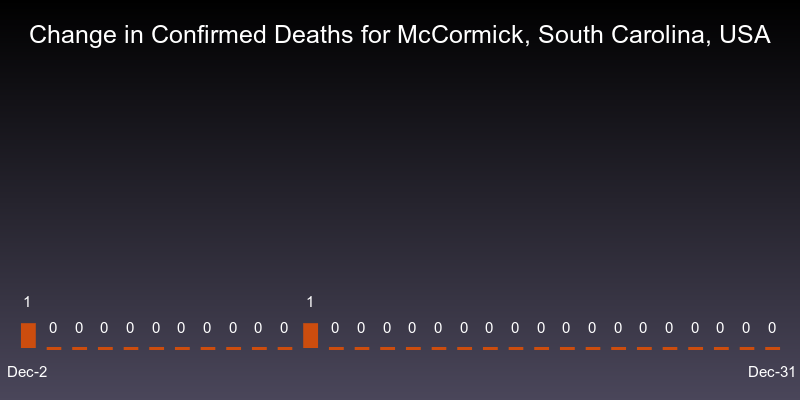 Change in Confirmed Deaths for McCormick, South Carolina, USA
1 0 0 0 0 0 0 0 0 0 0 1 0 0 0 0 0 0 0 0 0 0 0 0 0 0 0 0 0 0
Dec-2 Dec-31